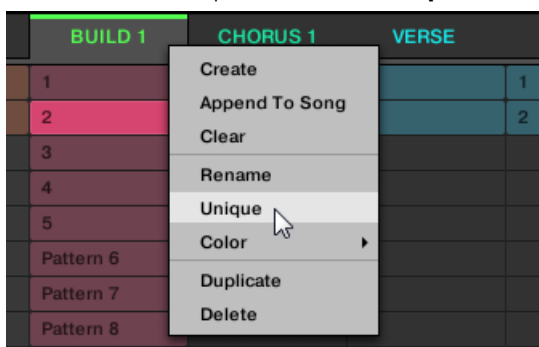 BUILD 1 CHORUS 1 VERSE
Create
1 1
Append To Song
2 2
Clear
3
Rename
4
Unique
5
Color
Pattern 6
Duplicate
Pattern 7
Delete
Pattern 8